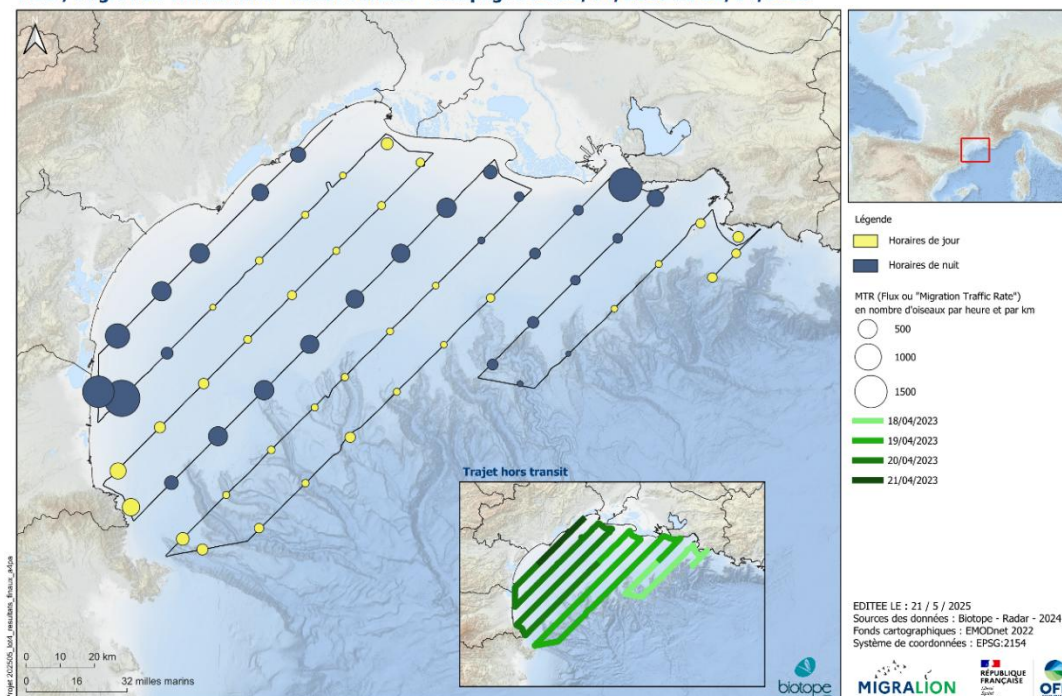 Légende
Horaires de jour
Horaires de nuit
MTR (Flux ou "Migration Traffic Rate")
en nombre d'oiseaux par heure et par km
500
1000
1500
18/04/2023
19/04/2023
20/04/2023
21/04/2023
Trajet hors transit
EDITEE LE : 21 / 5 / 2025
Sources des données : Biotope - Radar - 2024
Fonds cartographiques : EMODnet 2022
Système de coordonnées : EPSG:2154
0 10 20 km
0 16 32 milles marins
biotope
MIGRALION
RÉPUBLIQUE
FRANÇAISE